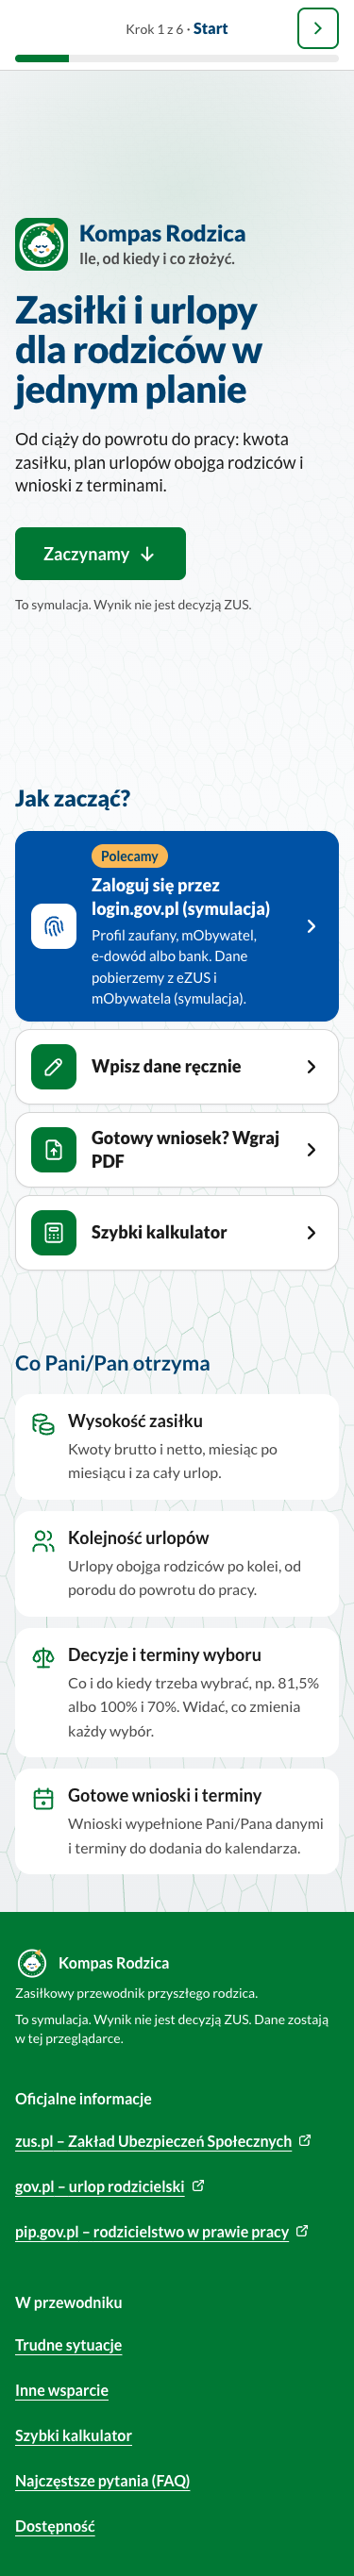 Krok 1 z 6 · Start
Kompas Rodzica
Ile, od kiedy i co złożyć.
Zasiłki i urlopy
dla rodziców w
jednym planie
Od ciąży do powrotu do pracy: kwota
zasiłku, plan urlopów obojga rodziców i
wnioski z terminami.
Zaczynamy
To symulacja. Wynik nie jest decyzją ZUS.
Jak zacząć?
Polecamy
Zaloguj się przez
login.gov.pl (symulacja)
Profil zaufany, mObywatel,
e-dowód albo bank. Dane
pobierzemy z eZUS i
mObywatela (symulacja).
Wpisz dane ręcznie
Gotowy wniosek? Wgraj
PDF
Szybki kalkulator
Co Pani/Pan otrzyma
Wysokość zasiłku
Kwoty brutto i netto, miesiąc po
miesiącu i za cały urlop.
Kolejność urlopów
Urlopy obojga rodziców po kolei, od
porodu do powrotu do pracy.
Decyzje i terminy wyboru
Co i do kiedy trzeba wybrać, np. 81,5%
albo 100% i 70%. Widać, co zmienia
każdy wybór.
Gotowe wnioski i terminy
Wnioski wypełnione Pani/Pana danymi
i terminy do dodania do kalendarza.
Kompas Rodzica
Zasiłkowy przewodnik przyszłego rodzica.
To symulacja. Wynik nie jest decyzją ZUS. Dane zostają
w tej przeglądarce.
Oficjalne informacje
zus.pl – Zakład Ubezpieczeń Społecznych
gov.pl – urlop rodzicielski
pip.gov.pl – rodzicielstwo w prawie pracy
W przewodniku
Trudne sytuacje
Inne wsparcie
Szybki kalkulator
Najczęstsze pytania (FAQ)
Dostępność